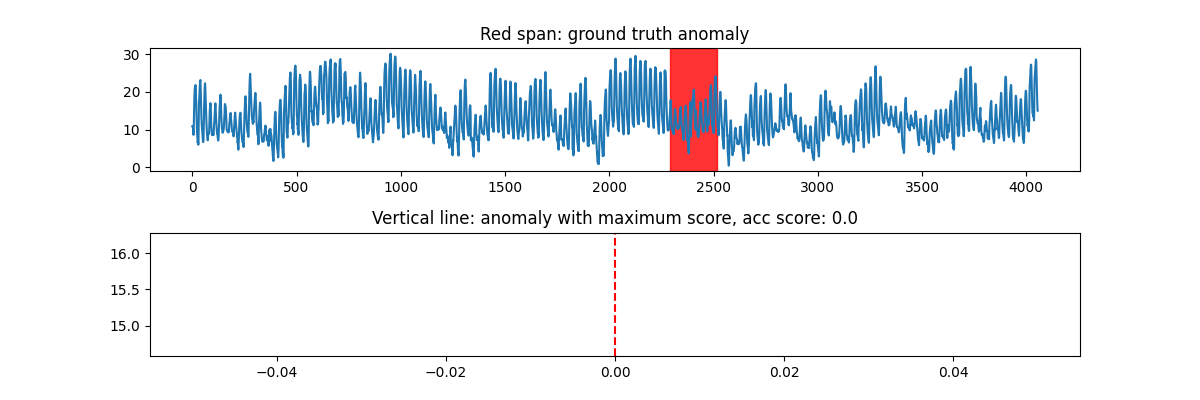 Red span: ground truth anomaly
30
20
10
0
0 500 1000 1500 2000 2500 3000 3500 4000
Vertical line: anomaly with maximum score, acc score: 0.0
16.0
15.5
15.0
−0.04 −0.02 0.00 0.02 0.04